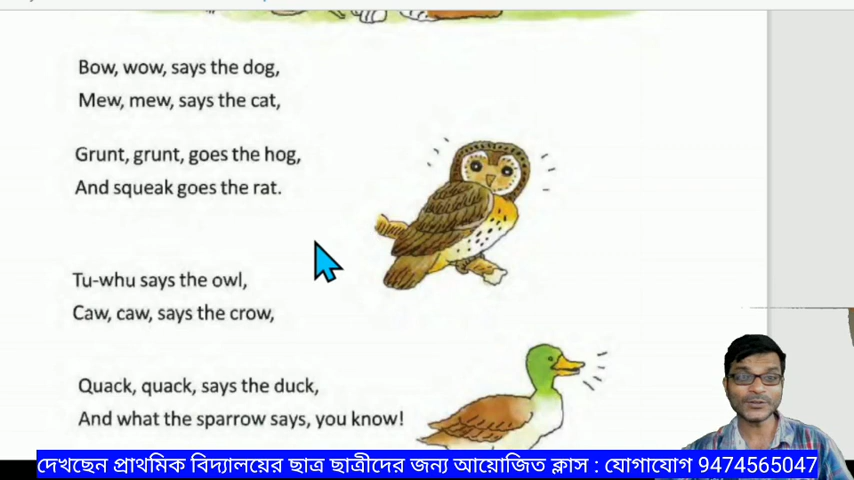 Bow, wow, says the dog,
Mew, mew, says the cat,
Grunt, grunt, goes the hog,
And squeak goes the rat.
Tu-whu says the owl,
Caw, caw, says the crow,
Quack, quack, says the duck,
And what the sparrow says, you know!
দেখছেন প্রাথমিক বিদ্যালয়ের ছাত্র ছাত্রীদের জন্য আয়োজিত ক্লাস : যোগাযোগ 9474565047